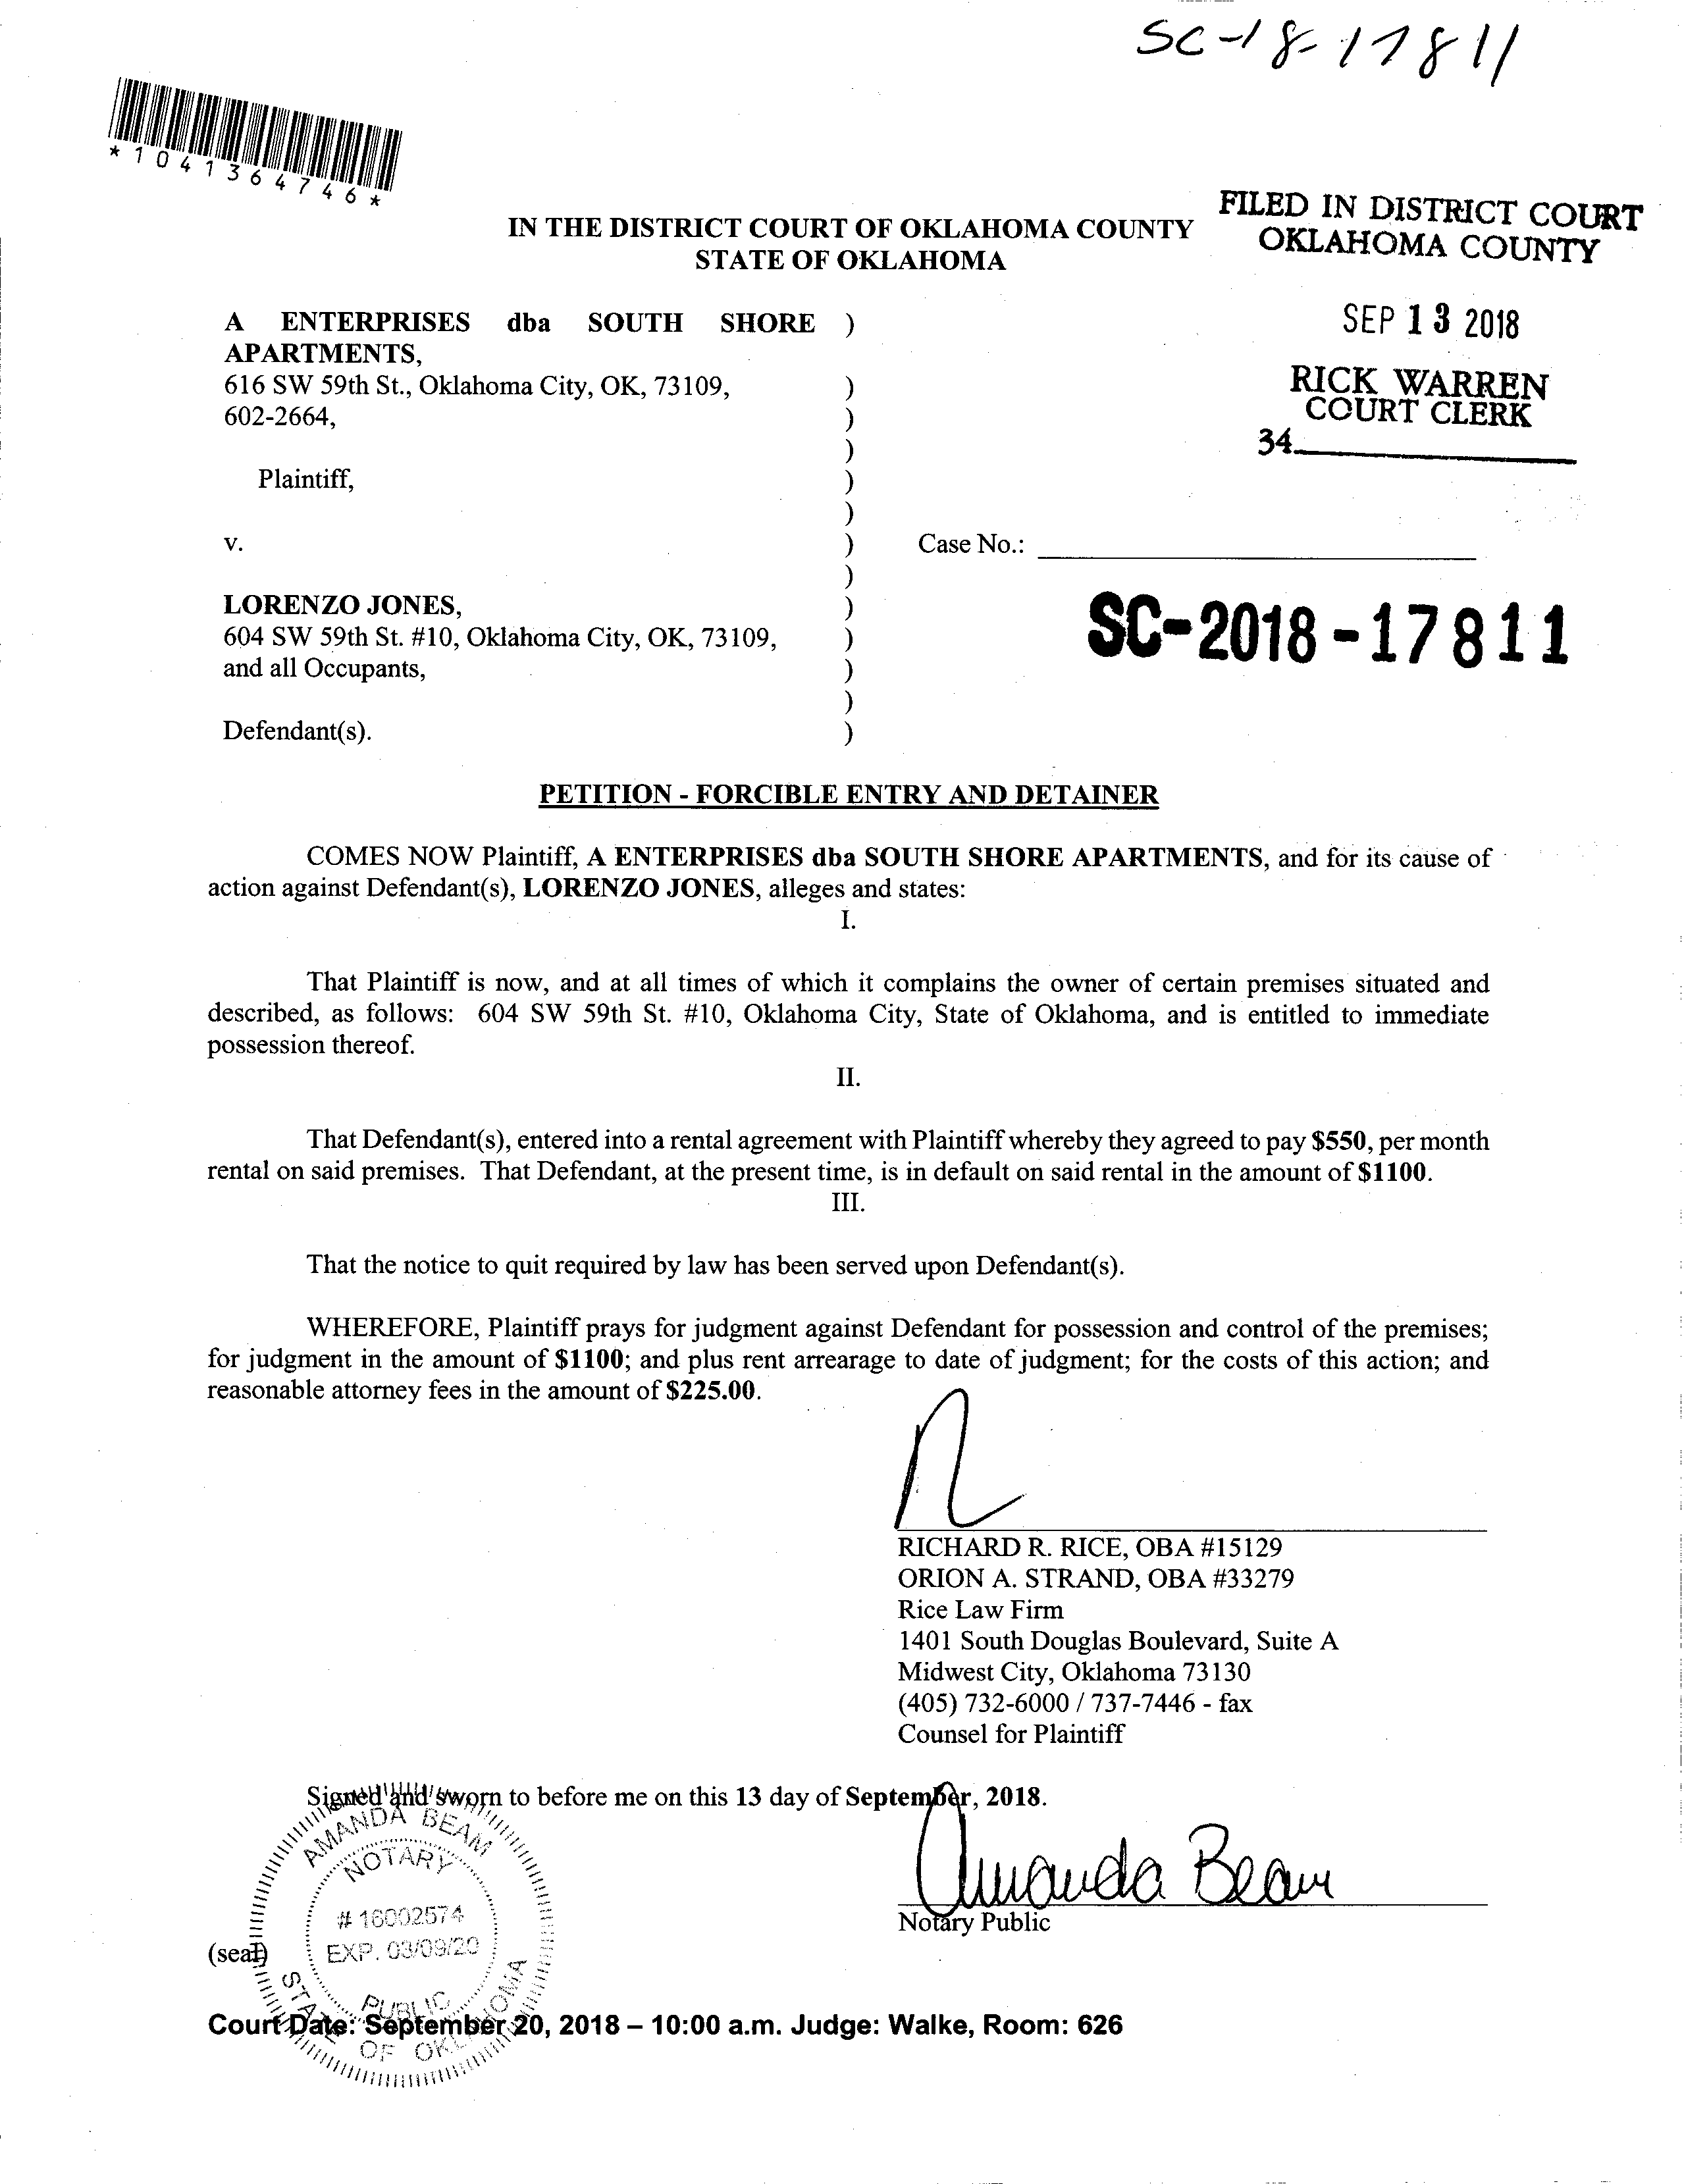 SC-18-17811
*1041364746*
IN THE DISTRICT COURT OF OKLAHOMA COUNTY
STATE OF OKLAHOMA
FILED IN DISTRICT COURT
OKLAHOMA COUNTY
SEP 13 2018
RICK WARREN
COURT CLERK
34
A ENTERPRISES dba SOUTH SHORE )
APARTMENTS,
616 SW 59th St., Oklahoma City, OK, 73109, )
602-2664, )
)
Plaintiff, )
)
v. ) Case No.:
)
LORENZO JONES, )
604 SW 59th St. #10, Oklahoma City, OK, 73109, )
and all Occupants, )
)
Defendant(s). )
SC-2018-17811
PETITION - FORCIBLE ENTRY AND DETAINER
COMES NOW Plaintiff, A ENTERPRISES dba SOUTH SHORE APARTMENTS, and for its cause of
action against Defendant(s), LORENZO JONES, alleges and states:
I.
That Plaintiff is now, and at all times of which it complains the owner of certain premises situated and
described, as follows: 604 SW 59th St. #10, Oklahoma City, State of Oklahoma, and is entitled to immediate
possession thereof.
II.
That Defendant(s), entered into a rental agreement with Plaintiff whereby they agreed to pay $550, per month
rental on said premises. That Defendant, at the present time, is in default on said rental in the amount of $1100.
III.
That the notice to quit required by law has been served upon Defendant(s).
WHEREFORE, Plaintiff prays for judgment against Defendant for possession and control of the premises;
for judgment in the amount of $1100; and plus rent arrearage to date of judgment; for the costs of this action; and
reasonable attorney fees in the amount of $225.00.
RICHARD R. RICE, OBA #15129
ORION A. STRAND, OBA #33279
Rice Law Firm
1401 South Douglas Boulevard, Suite A
Midwest City, Oklahoma 73130
(405) 732-6000 / 737-7446 - fax
Counsel for Plaintiff
Signed and sworn to before me on this 13 day of September, 2018.
Amanda Beam
Notary Public
AMANDA BEAM
NOTARY
# 16002574
EXP. 03/09/20
PUBLIC
STATE OF OKLAHOMA
(seal)
Court Date: September 20, 2018 – 10:00 a.m. Judge: Walke, Room: 626